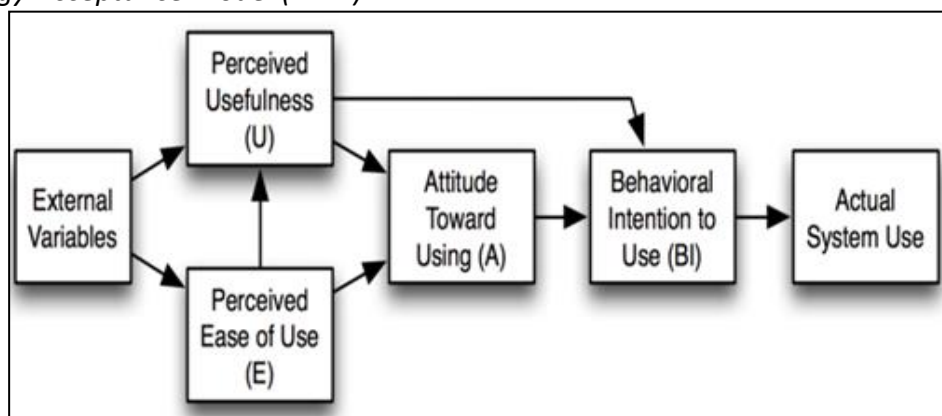 External
Variables
Perceived
Usefulness
(U)
Perceived
Ease of Use
(E)
Attitude
Toward
Using (A)
Behavioral
Intention to
Use (BI)
Actual
System Use